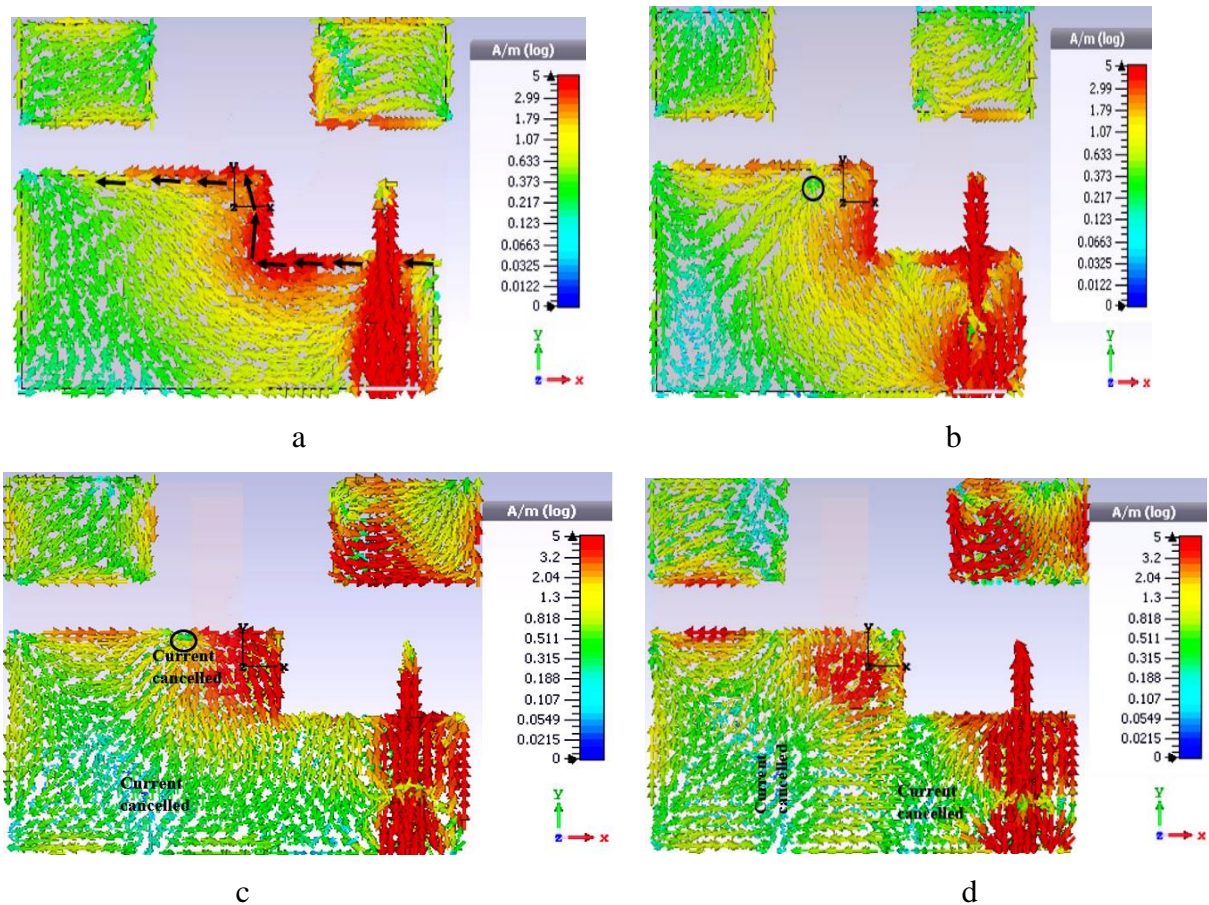 A/m (log)
5
2.99
1.79
1.07
0.633
0.373
0.217
0.123
0.0663
0.0325
0.0122
0
y
z
x
y
z
x
a
A/m (log)
5
2.99
1.79
1.07
0.633
0.373
0.217
0.123
0.0663
0.0325
0.0122
0
y
z
x
y
z
x
b
A/m (log)
5
3.2
2.04
1.3
0.818
0.511
0.315
0.188
0.107
0.0549
0.0215
0
y
z
x
Current
cancelled
Current
cancelled
y
z
x
c
A/m (log)
5
3.2
2.04
1.3
0.818
0.511
0.315
0.188
0.107
0.0549
0.0215
0
y
z
x
Current
cancelled
Current
cancelled
y
z
x
d